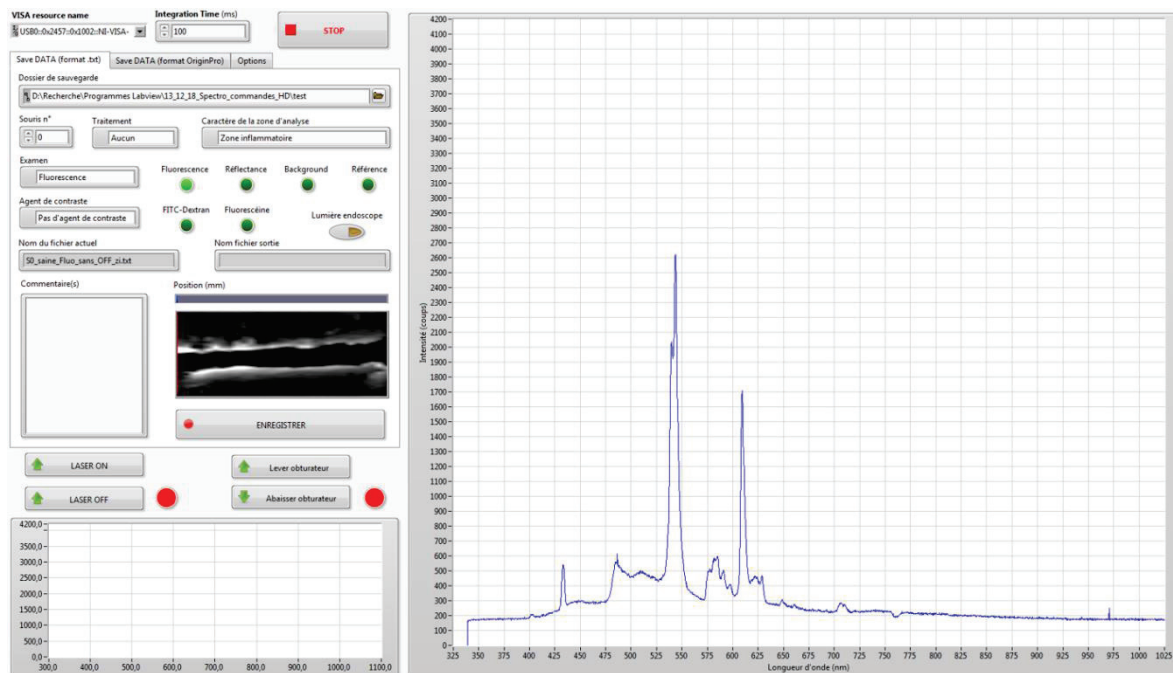 VISA resource name
Integration Time (ms)
USB0::0x2457::0x1002::NI-VISA-
100
STOP
Save DATA (format .txt)
Save DATA (format OriginPro)
Options
Dossier de sauvegarde
D:\Recherche\Programmes Labview\13_12_18_Spectro_commandes_HD\test
Souris n°
Traitement
Caractère de la zone d'analyse
0
Aucun
Zone inflammatoire
Examen
Fluorescence
Fluorescence
Réflectance
Background
Référence
Agent de contraste
Pas d'agent de contraste
FITC-Dextran
Fluorescéine
Lumière endoscope
Nom du fichier actuel
Nom fichier sortie
S0_saine_Fluo_sans_OFF_zi.txt
Commentaire(s)
Position (mm)
ENREGISTRER
LASER ON
Lever obturateur
LASER OFF
Abaisser obturateur
4200,0
3500,0
3000,0
2500,0
2000,0
1500,0
1000,0
500,0
0,0
300,0 400,0 500,0 600,0 700,0 800,0 900,0 1000,0 1100,0
Intensité (coups)
4200
4100
4000
3900
3800
3700
3600
3500
3400
3300
3200
3100
3000
2900
2800
2700
2600
2500
2400
2300
2200
2100
2000
1900
1800
1700
1600
1500
1400
1300
1200
1100
1000
900
800
700
600
500
400
300
200
100
0
325 350 375 400 425 450 475 500 525 550 575 600 625 650 675 700 725 750 775 800 825 850 875 900 925 950 975 1000 1025
Longueur d'onde (nm)